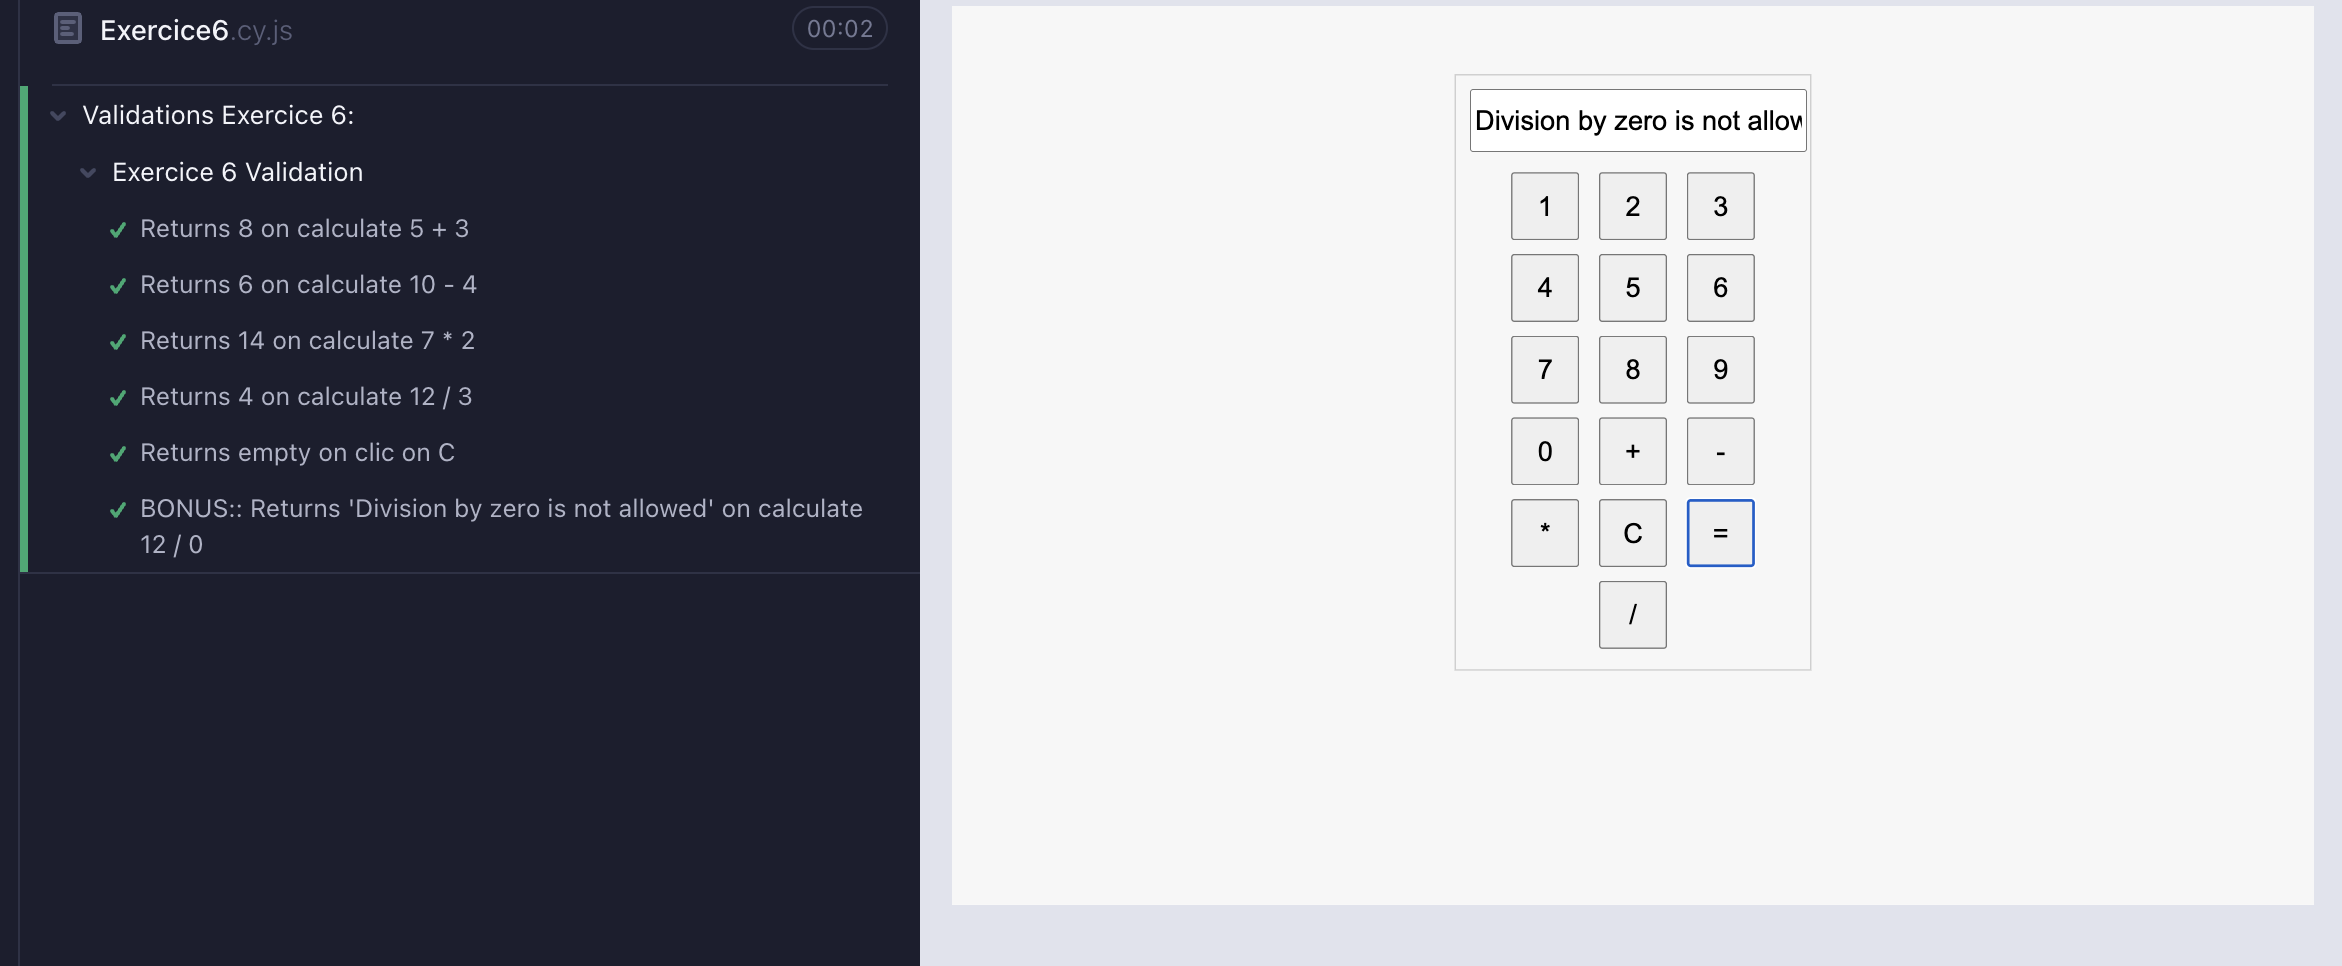 Exercice6.cy.js
00:02
Validations Exercice 6:
Exercice 6 Validation
Returns 8 on calculate 5 + 3
Returns 6 on calculate 10 - 4
Returns 14 on calculate 7 * 2
Returns 4 on calculate 12 / 3
Returns empty on clic on C
BONUS:: Returns 'Division by zero is not allowed' on calculate
12 / 0
Division by zero is not allow
1 2 3
4 5 6
7 8 9
0 + -
* C =
/